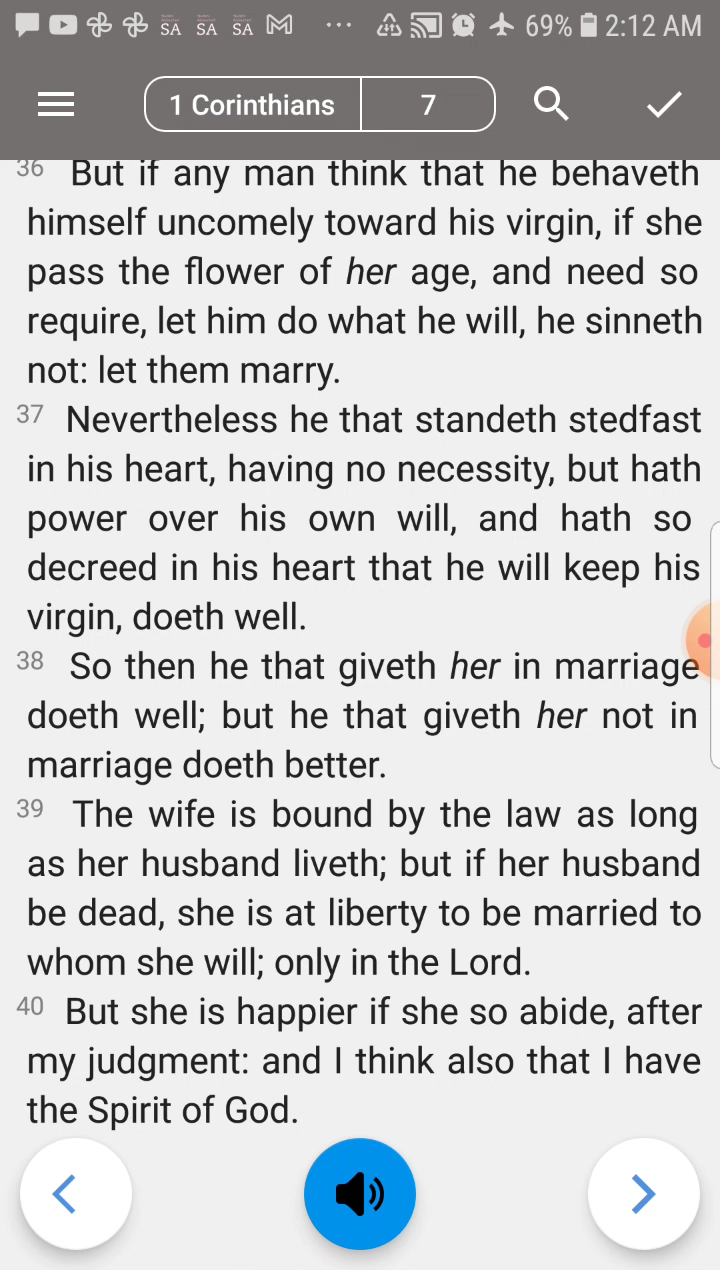 SA SA SA ... 69% 2:12 AM
1 Corinthians 7
36 But if any man think that he behaveth
himself uncomely toward his virgin, if she
pass the flower of her age, and need so
require, let him do what he will, he sinneth
not: let them marry.
37 Nevertheless he that standeth stedfast
in his heart, having no necessity, but hath
power over his own will, and hath so
decreed in his heart that he will keep his
virgin, doeth well.
38 So then he that giveth her in marriage
doeth well; but he that giveth her not in
marriage doeth better.
39 The wife is bound by the law as long
as her husband liveth; but if her husband
be dead, she is at liberty to be married to
whom she will; only in the Lord.
40 But she is happier if she so abide, after
my judgment: and I think also that I have
the Spirit of God.